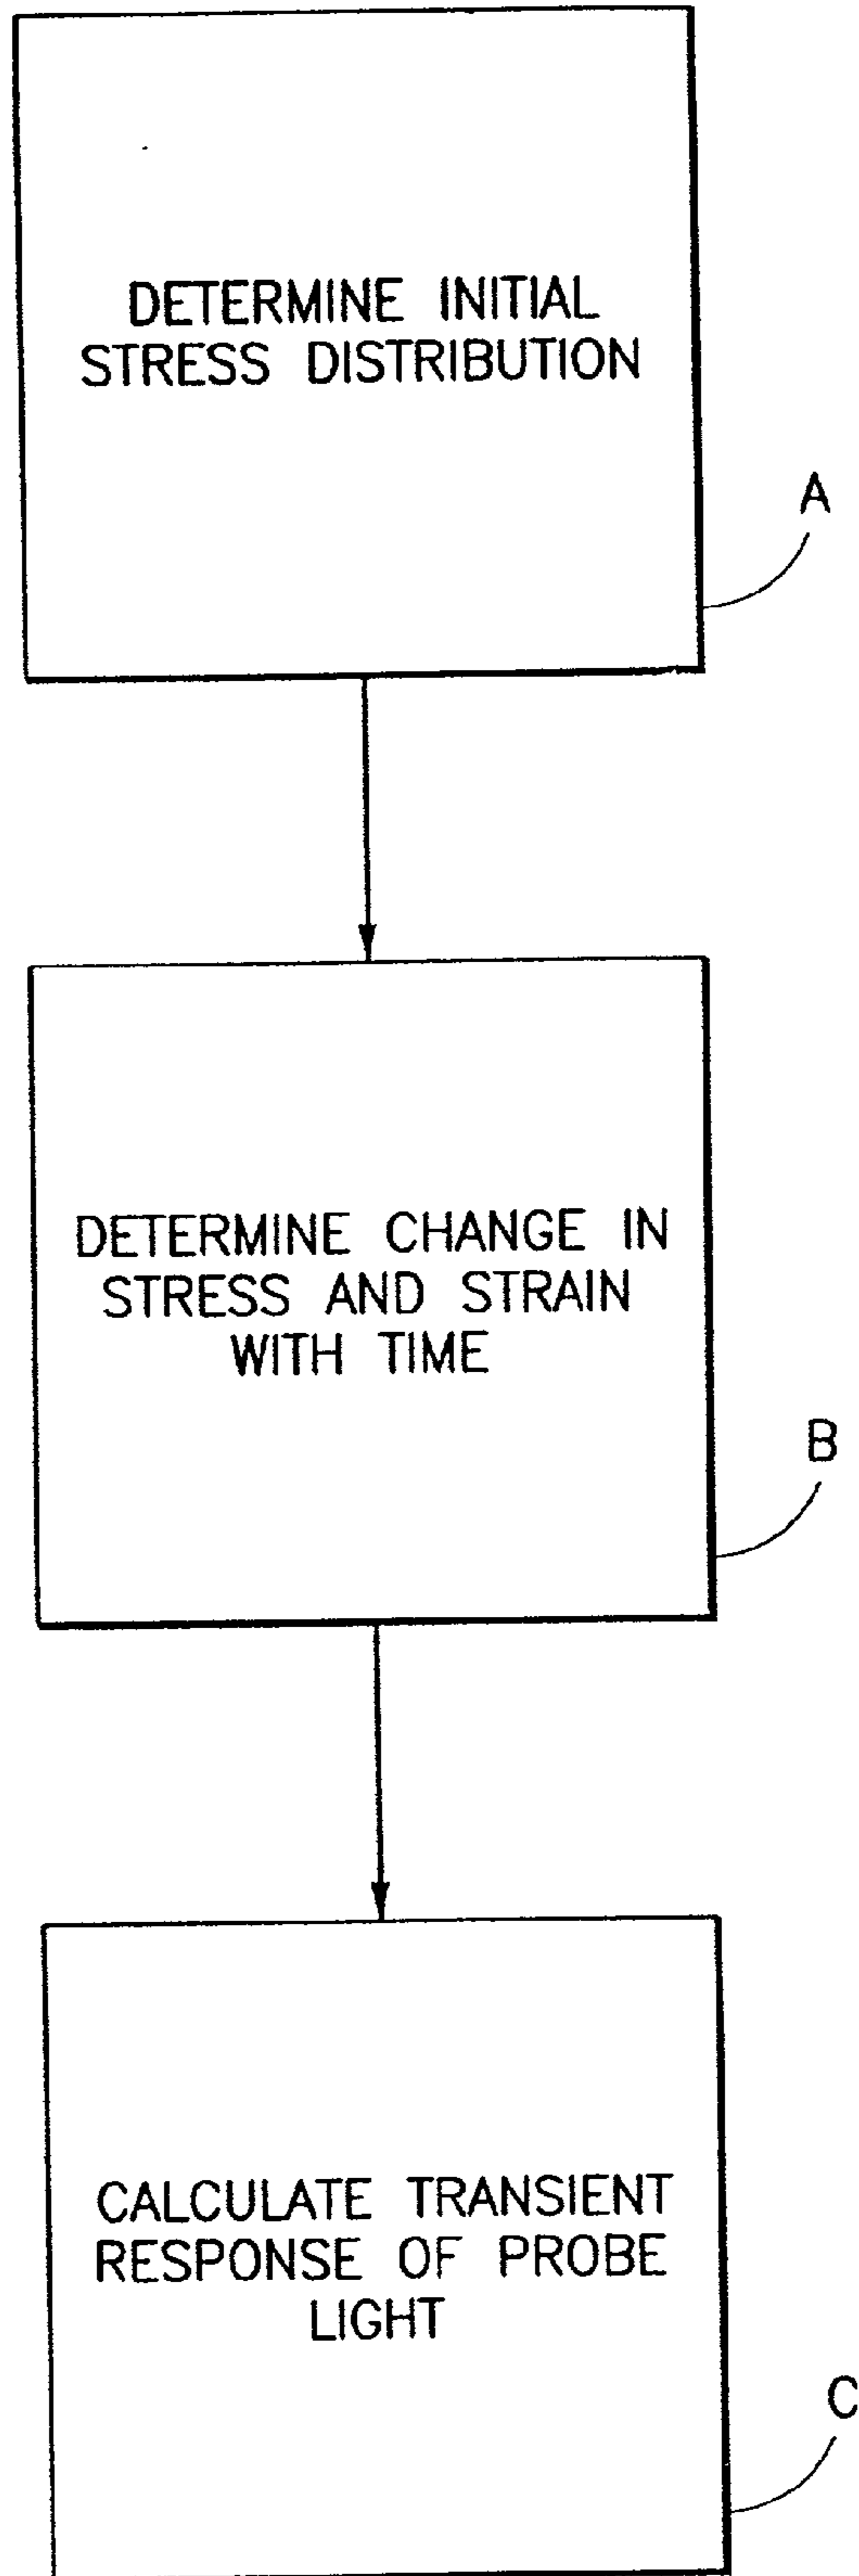 DETERMINE INITIAL
STRESS DISTRIBUTION
A
DETERMINE CHANGE IN
STRESS AND STRAIN
WITH TIME
B
CALCULATE TRANSIENT
RESPONSE OF PROBE
LIGHT
C